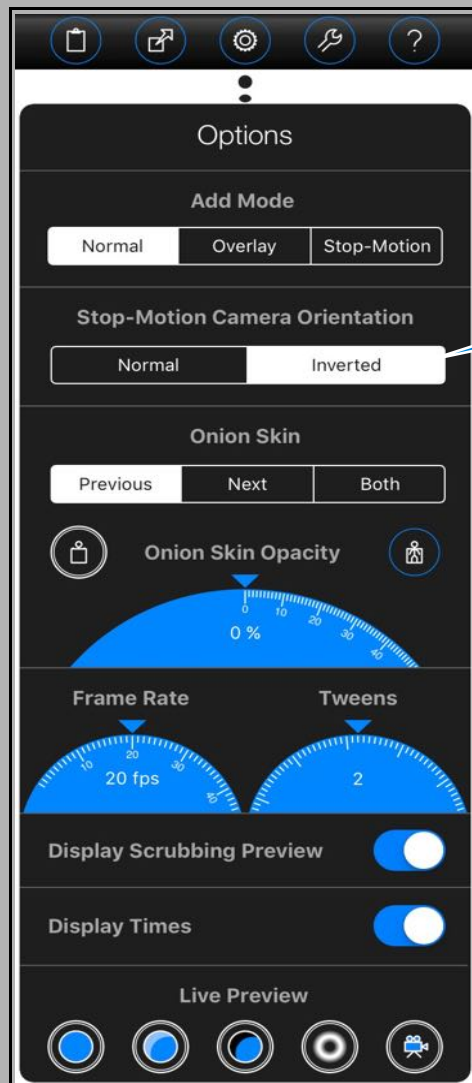 ?
Options
Add Mode
Normal Overlay Stop-Motion
Stop-Motion Camera Orientation
Normal Inverted
Onion Skin
Previous Next Both
Onion Skin Opacity
0 10 20 30 40
0 %
Frame Rate Tweens
10 20 30 40
20 fps 2
Display Scrubbing Preview
Display Times
Live Preview